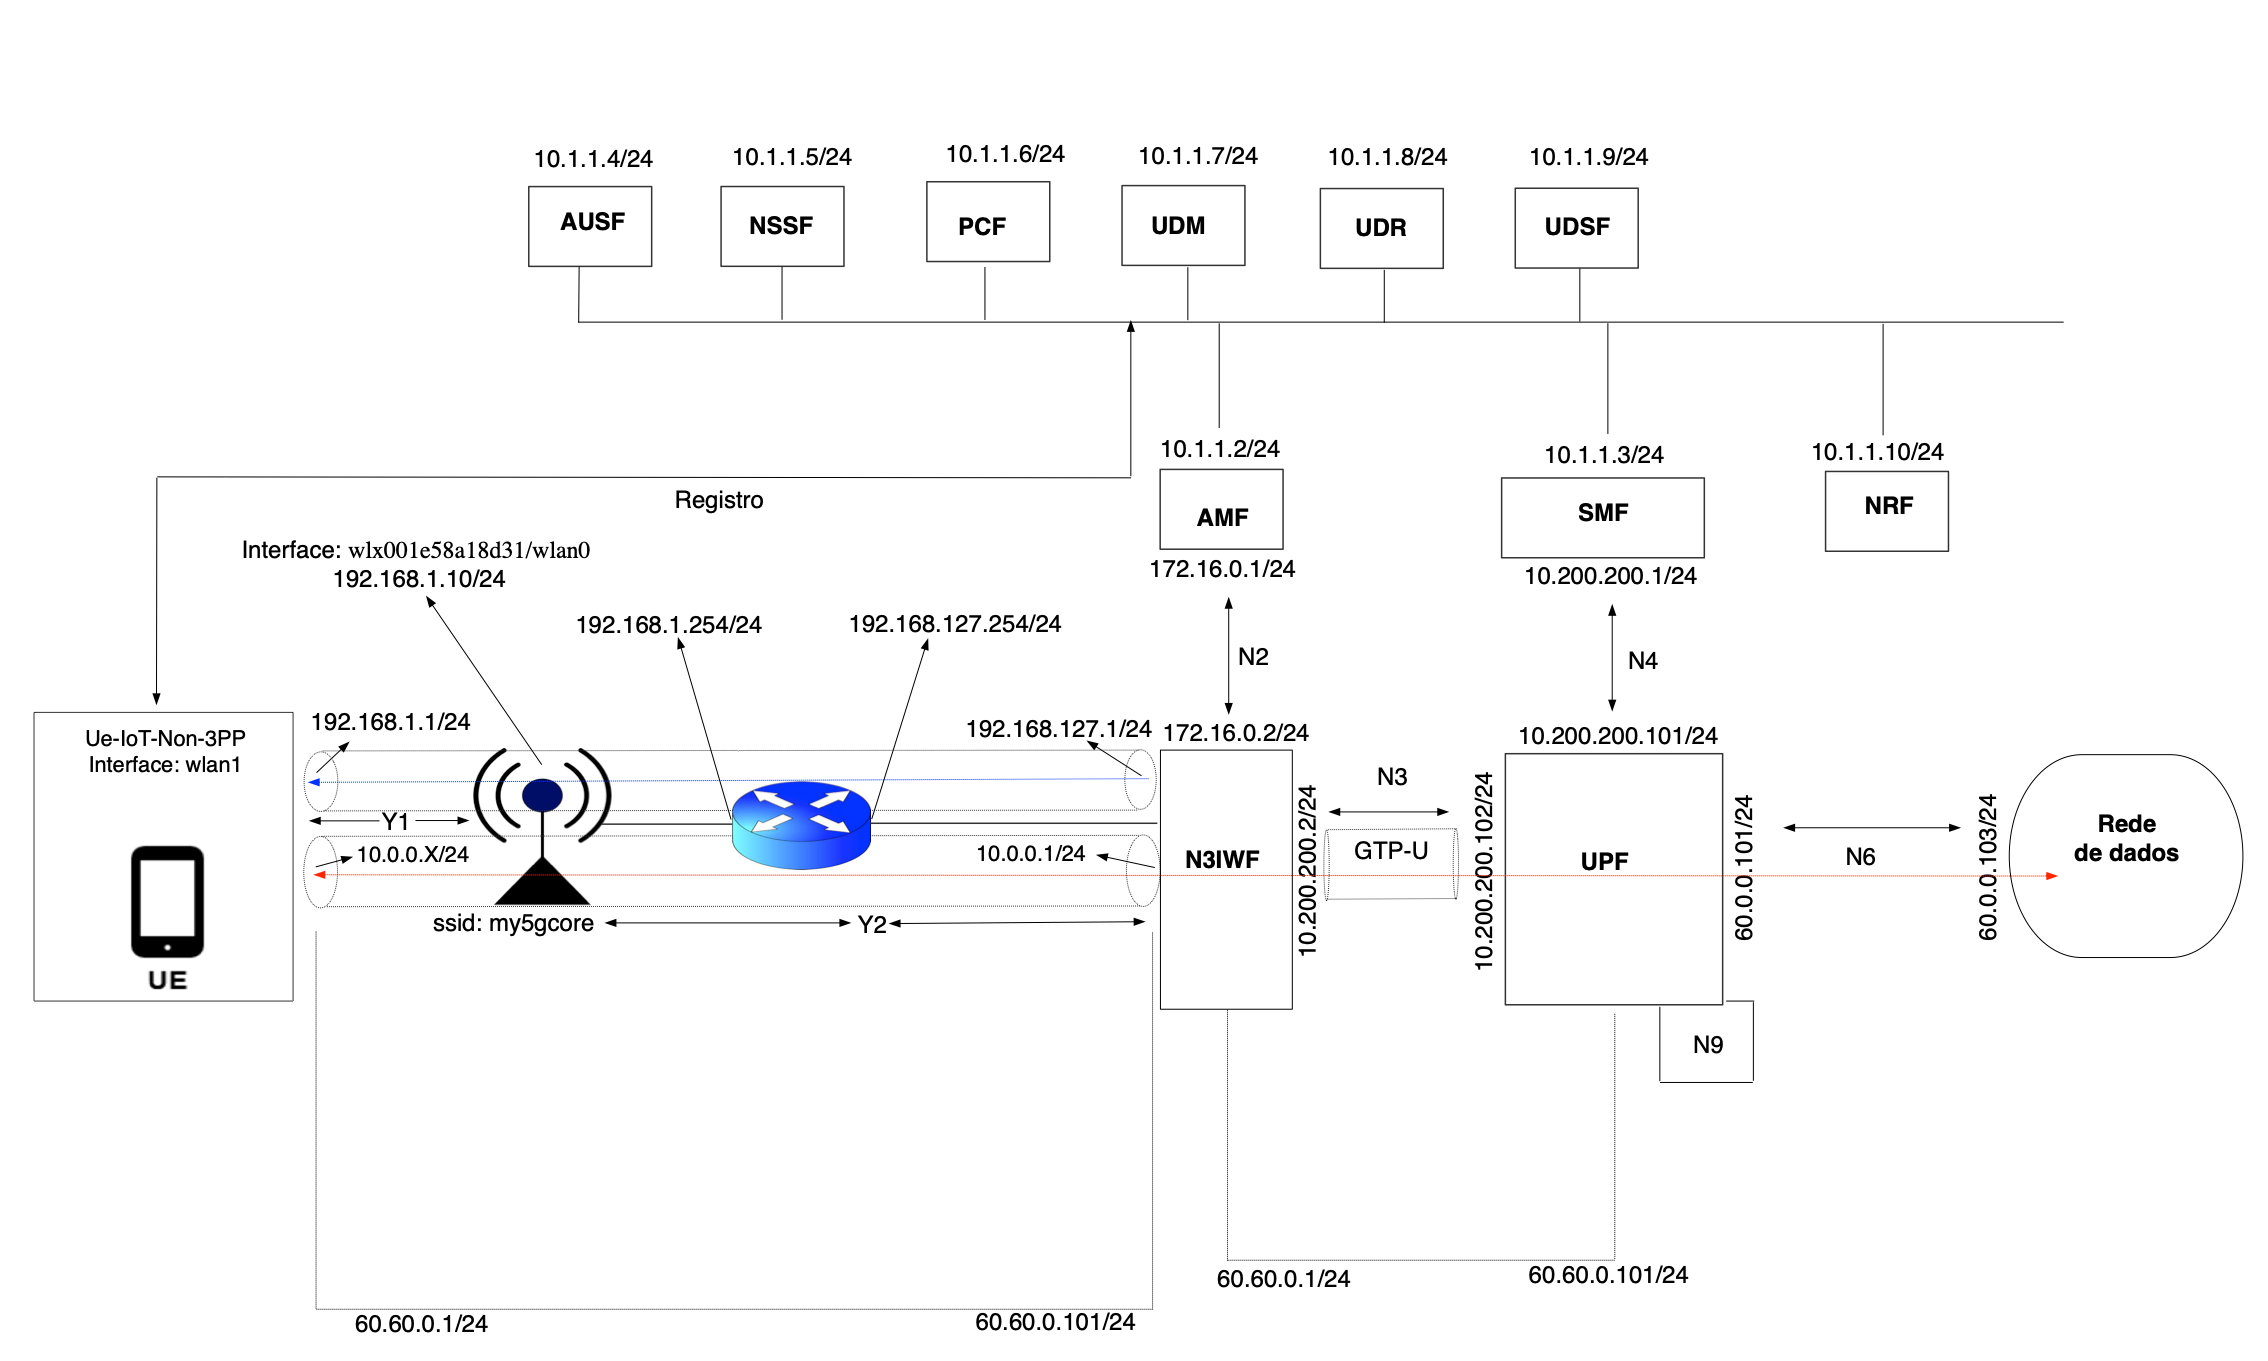 10.1.1.4/24
10.1.1.5/24
10.1.1.6/24
10.1.1.7/24
10.1.1.8/24
10.1.1.9/24
AUSF
NSSF
PCF
UDM
UDR
UDSF
10.1.1.2/24
10.1.1.3/24
10.1.1.10/24
AMF
SMF
NRF
Registro
172.16.0.1/24
10.200.200.1/24
Interface: wlx001e58a18d31/wlan0
192.168.1.10/24
192.168.1.254/24
192.168.127.254/24
N2
N4
192.168.1.1/24
192.168.127.1/24
172.16.0.2/24
10.200.200.101/24
Ue-IoT-Non-3PP
Interface: wlan1
UE
Y1
10.0.0.X/24
10.0.0.1/24
ssid: my5gcore
Y2
N3IWF
10.200.200.2/24
N3
GTP-U
10.200.200.102/24
UPF
60.0.0.101/24
N6
60.0.0.103/24
Rede
de dados
N9
60.60.0.1/24
60.60.0.101/24
60.60.0.1/24
60.60.0.101/24